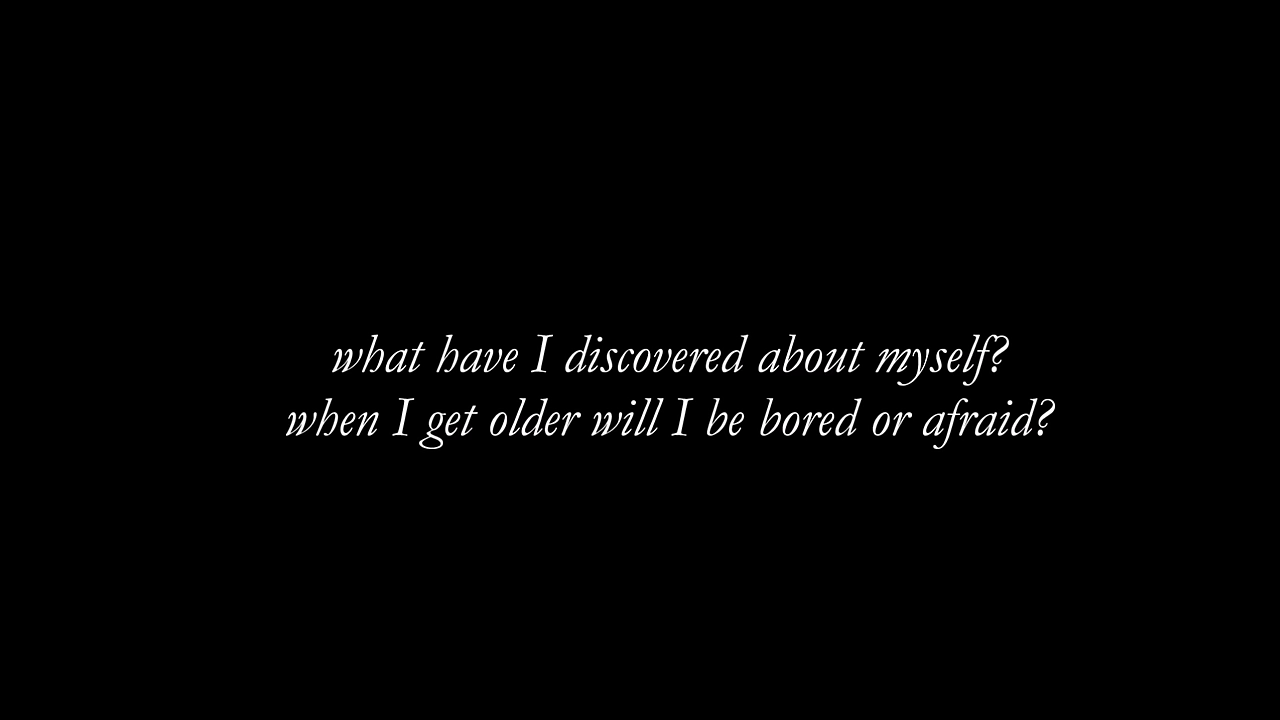 what have I discovered about myself?
when I get older will I be bored or afraid?